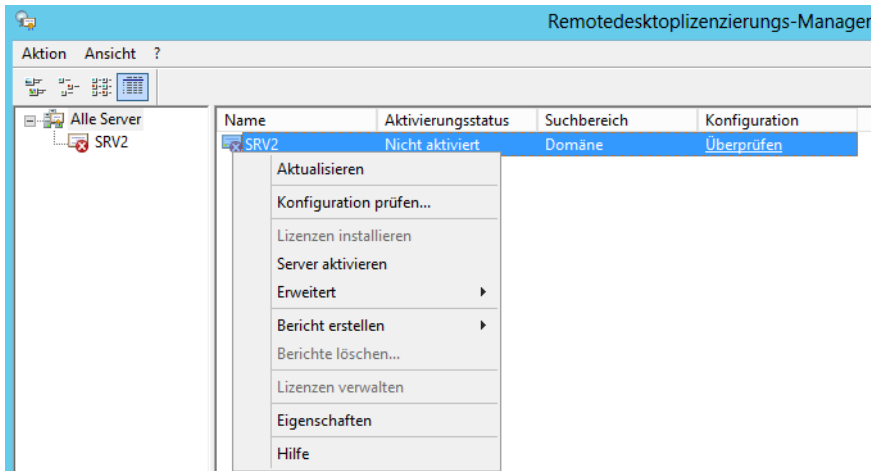 Remotedesktoplizenzierungs-Manager
Aktion Ansicht ?
Alle Server
SRV2
Name Aktivierungsstatus Suchbereich Konfiguration
SRV2 Nicht aktiviert Domäne Überprüfen
Aktualisieren
Konfiguration prüfen...
Lizenzen installieren
Server aktivieren
Erweitert
Bericht erstellen
Berichte löschen...
Lizenzen verwalten
Eigenschaften
Hilfe